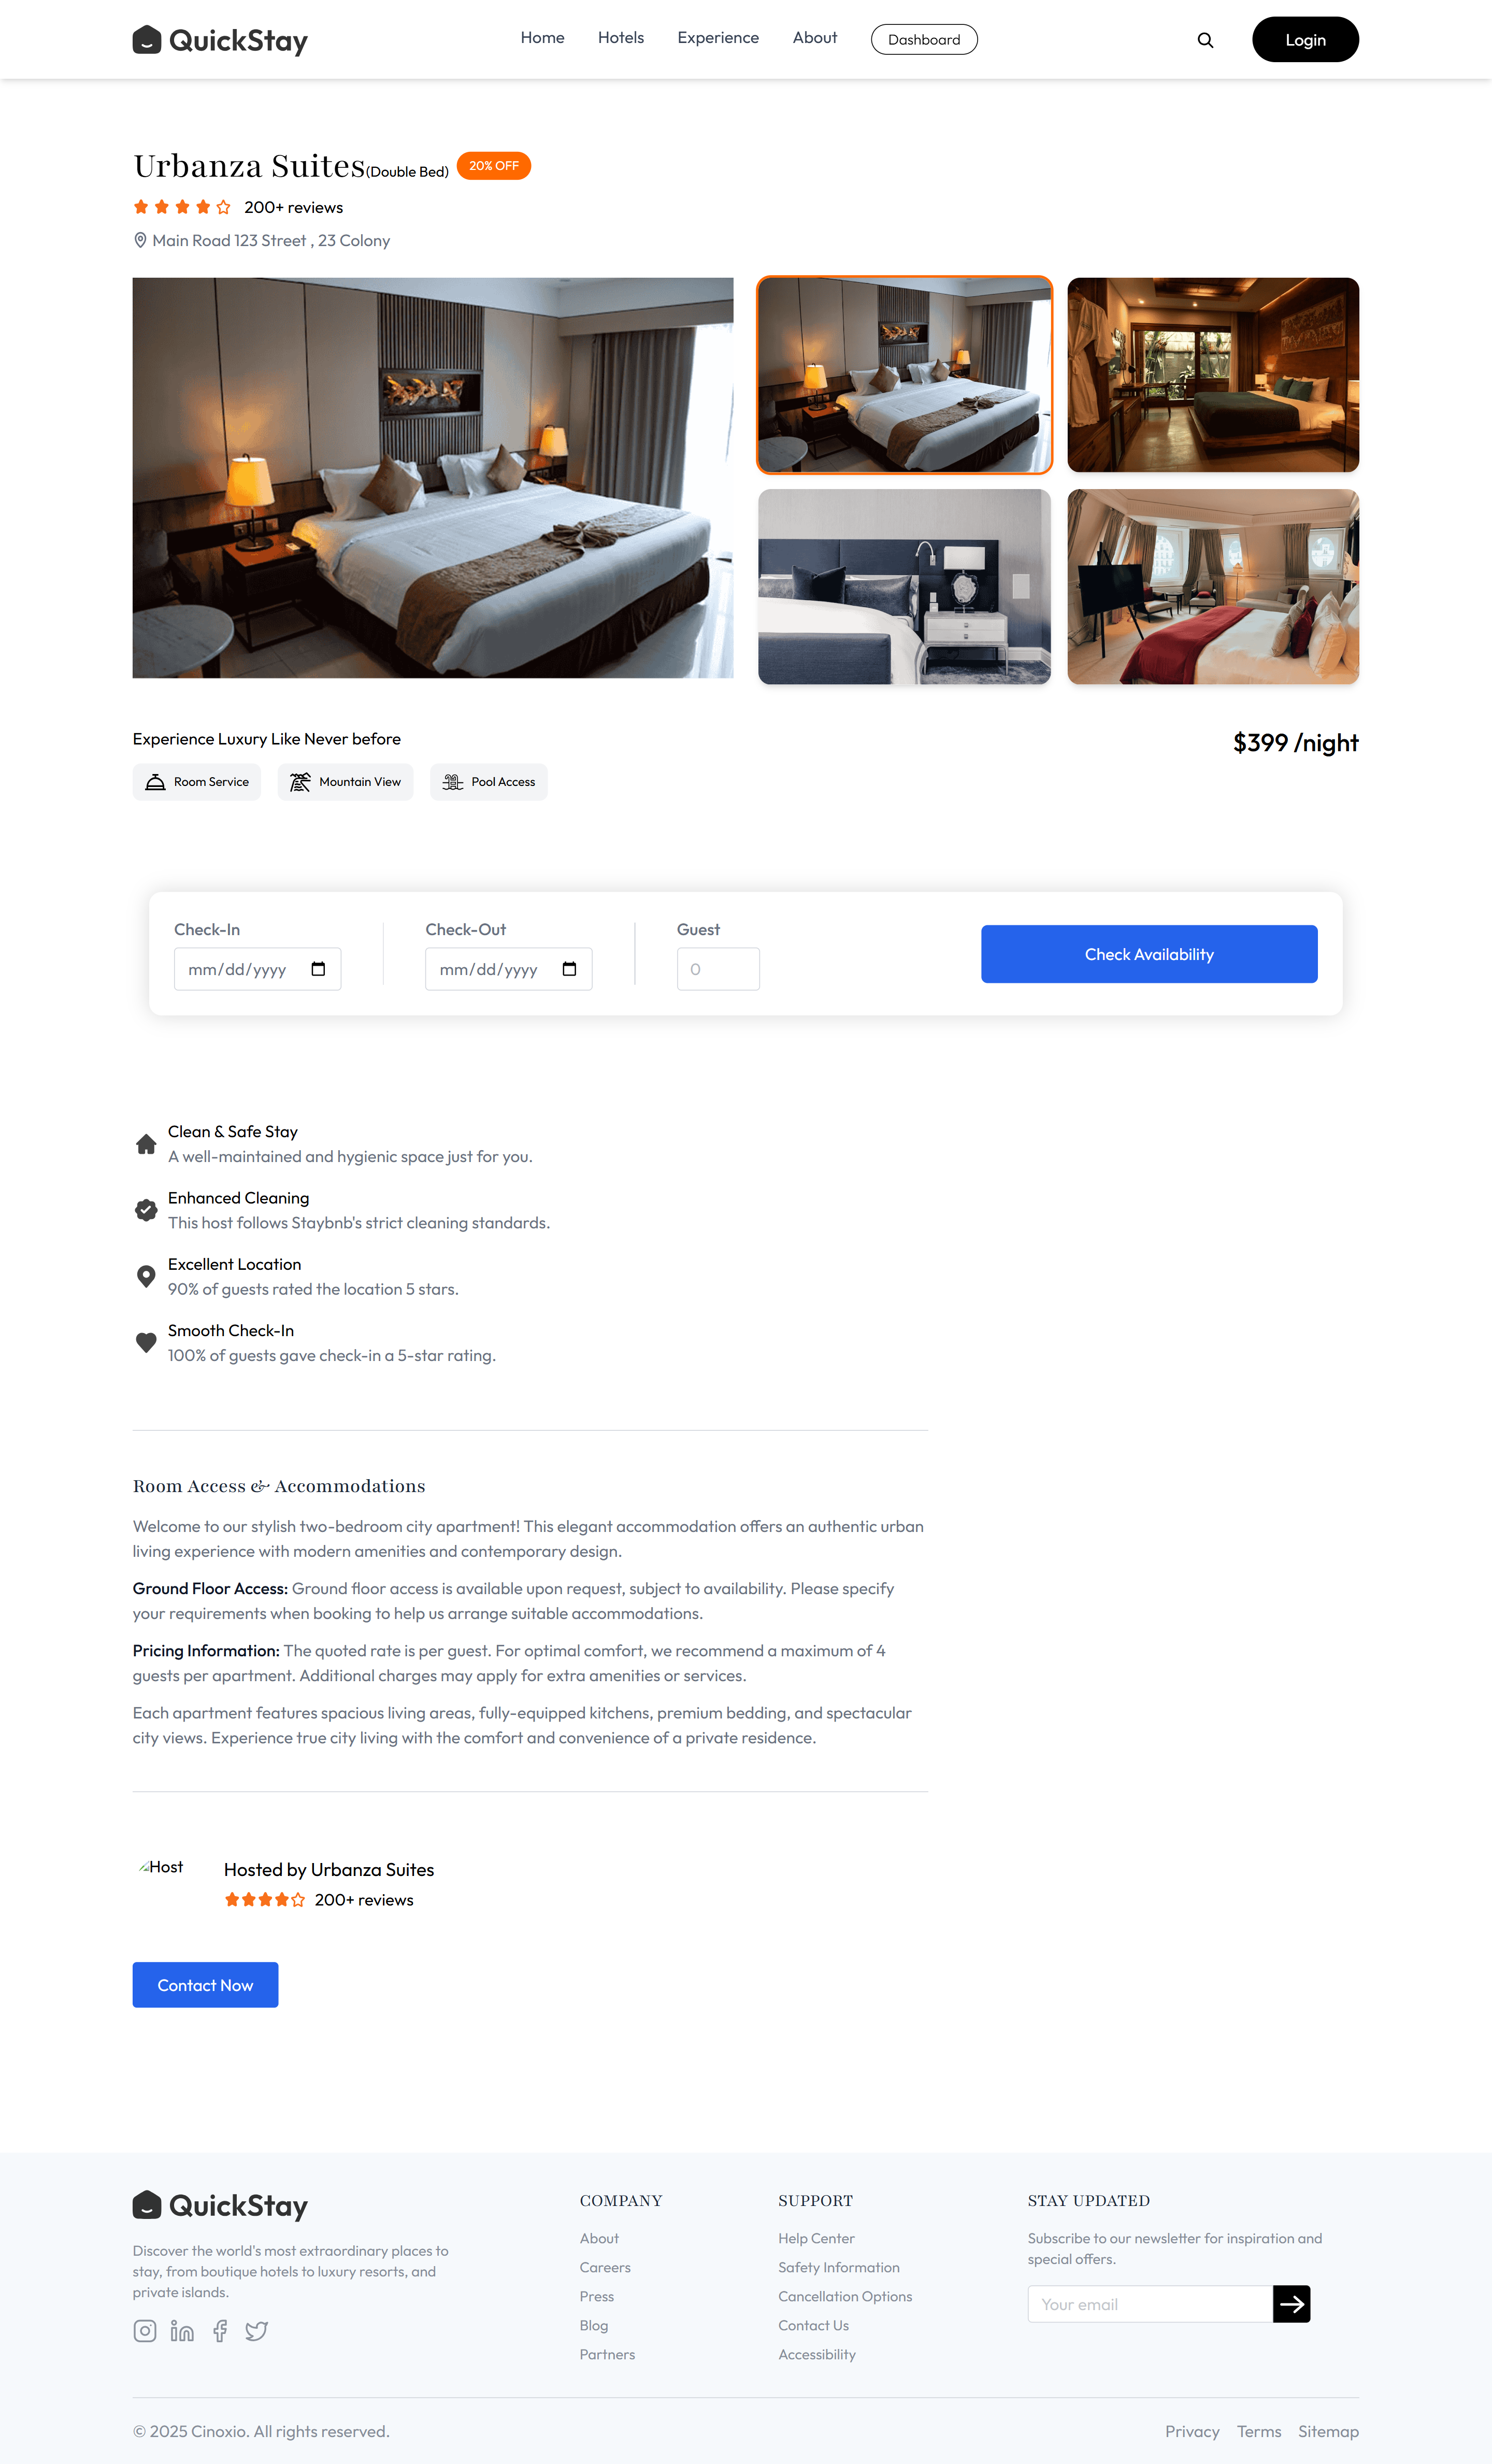 QuickStay
Home Hotels Experience About Dashboard Login
Urbanza Suites(Double Bed) 20% OFF
200+ reviews
Main Road 123 Street , 23 Colony
Experience Luxury Like Never before
$399 /night
Room Service Mountain View Pool Access
Check-In Check-Out Guest
mm/dd/yyyy mm/dd/yyyy 0
Check Availability
Clean & Safe Stay
A well-maintained and hygienic space just for you.
Enhanced Cleaning
This host follows Staybnb's strict cleaning standards.
Excellent Location
90% of guests rated the location 5 stars.
Smooth Check-In
100% of guests gave check-in a 5-star rating.
Room Access & Accommodations
Welcome to our stylish two-bedroom city apartment! This elegant accommodation offers an authentic urban
living experience with modern amenities and contemporary design.
Ground Floor Access: Ground floor access is available upon request, subject to availability. Please specify
your requirements when booking to help us arrange suitable accommodations.
Pricing Information: The quoted rate is per guest. For optimal comfort, we recommend a maximum of 4
guests per apartment. Additional charges may apply for extra amenities or services.
Each apartment features spacious living areas, fully-equipped kitchens, premium bedding, and spectacular
city views. Experience true city living with the comfort and convenience of a private residence.
Host
Hosted by Urbanza Suites
200+ reviews
Contact Now
QuickStay
Discover the world's most extraordinary places to
stay, from boutique hotels to luxury resorts, and
private islands.
COMPANY
About
Careers
Press
Blog
Partners
SUPPORT
Help Center
Safety Information
Cancellation Options
Contact Us
Accessibility
STAY UPDATED
Subscribe to our newsletter for inspiration and
special offers.
Your email
© 2025 Cinoxio. All rights reserved.
Privacy Terms Sitemap